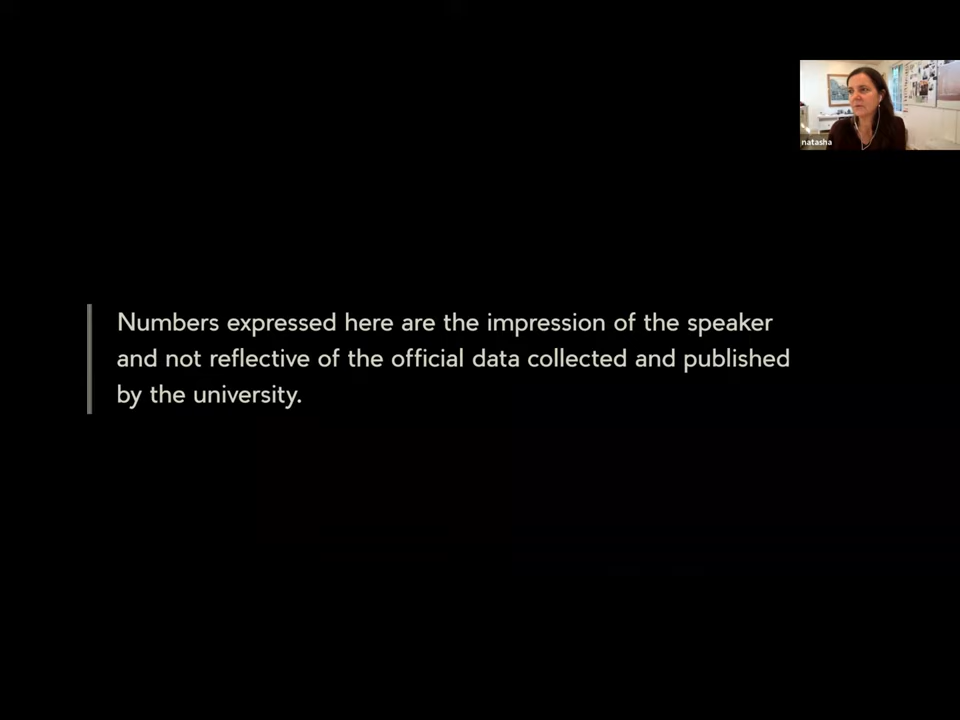 natasha
Numbers expressed here are the impression of the speaker
and not reflective of the official data collected and published
by the university.